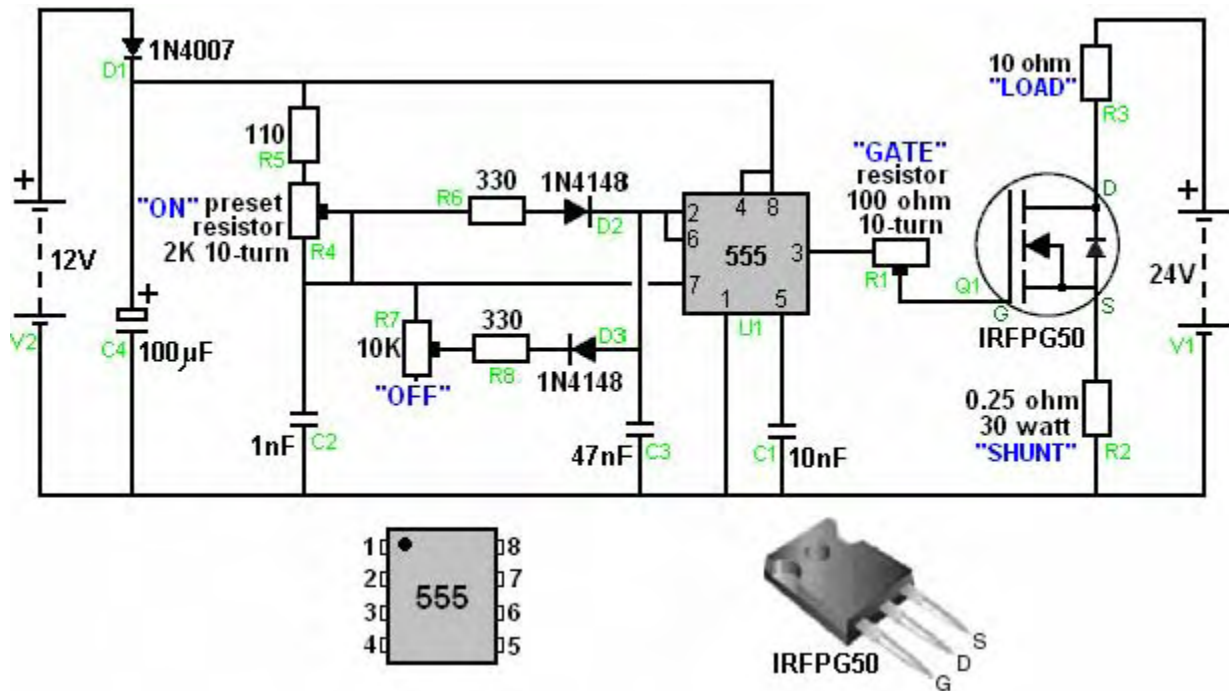 1N4007
D1
110
R5
"ON" preset
resistor
2K 10-turn
R4
330
R6
1N4148
D2
R7
10K
"OFF"
330
R8
D3
1N4148
+
12V
V2
+
C4
100µF
1nF
C2
47nF
C3
C1
10nF
2
6
7
4
8
555
3
1
5
U1
"GATE"
resistor
100 ohm
10-turn
R1
10 ohm
"LOAD"
R3
D
Q1
G
S
IRFPG50
+
24V
V1
0.25 ohm
30 watt
"SHUNT"
R2
1
2
3
4
555
8
7
6
5
IRFPG50
S
D
G